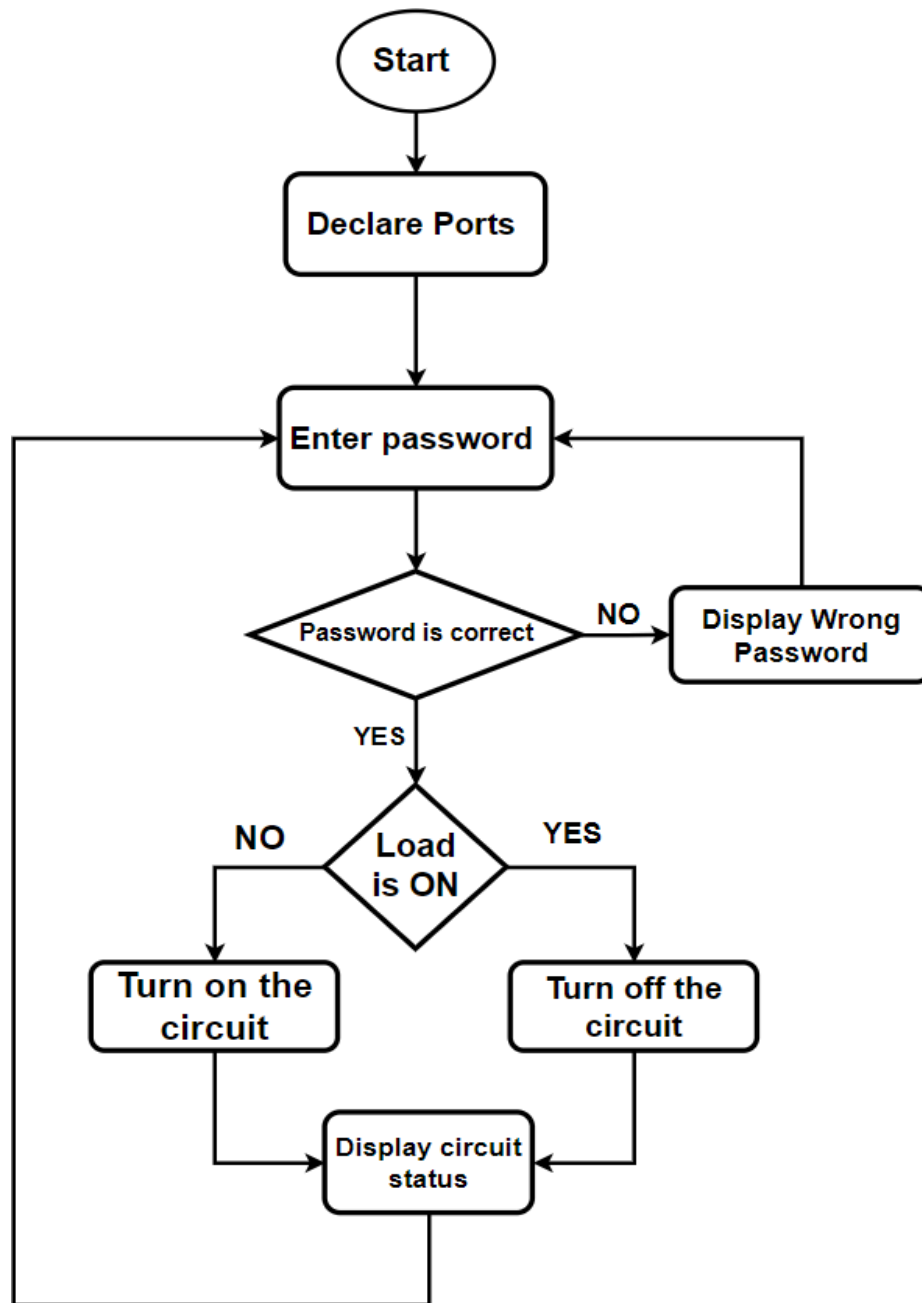 Start
Declare Ports
Enter password
Password is correct
NO
Display Wrong
Password
YES
Load
is ON
NO
YES
Turn on the
circuit
Turn off the
circuit
Display circuit
status